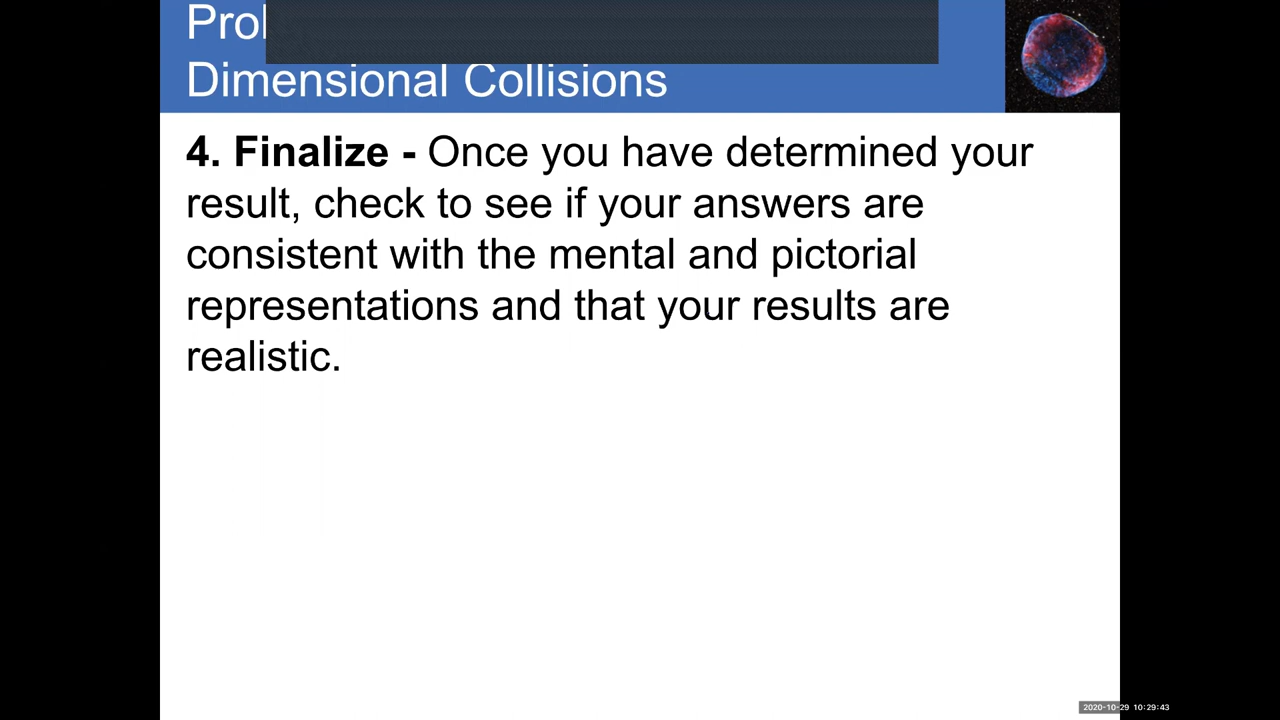 Dimensional Collisions
4. Finalize - Once you have determined your
result, check to see if your answers are
consistent with the mental and pictorial
representations and that your results are
realistic.
2020-10-29 10:29:43